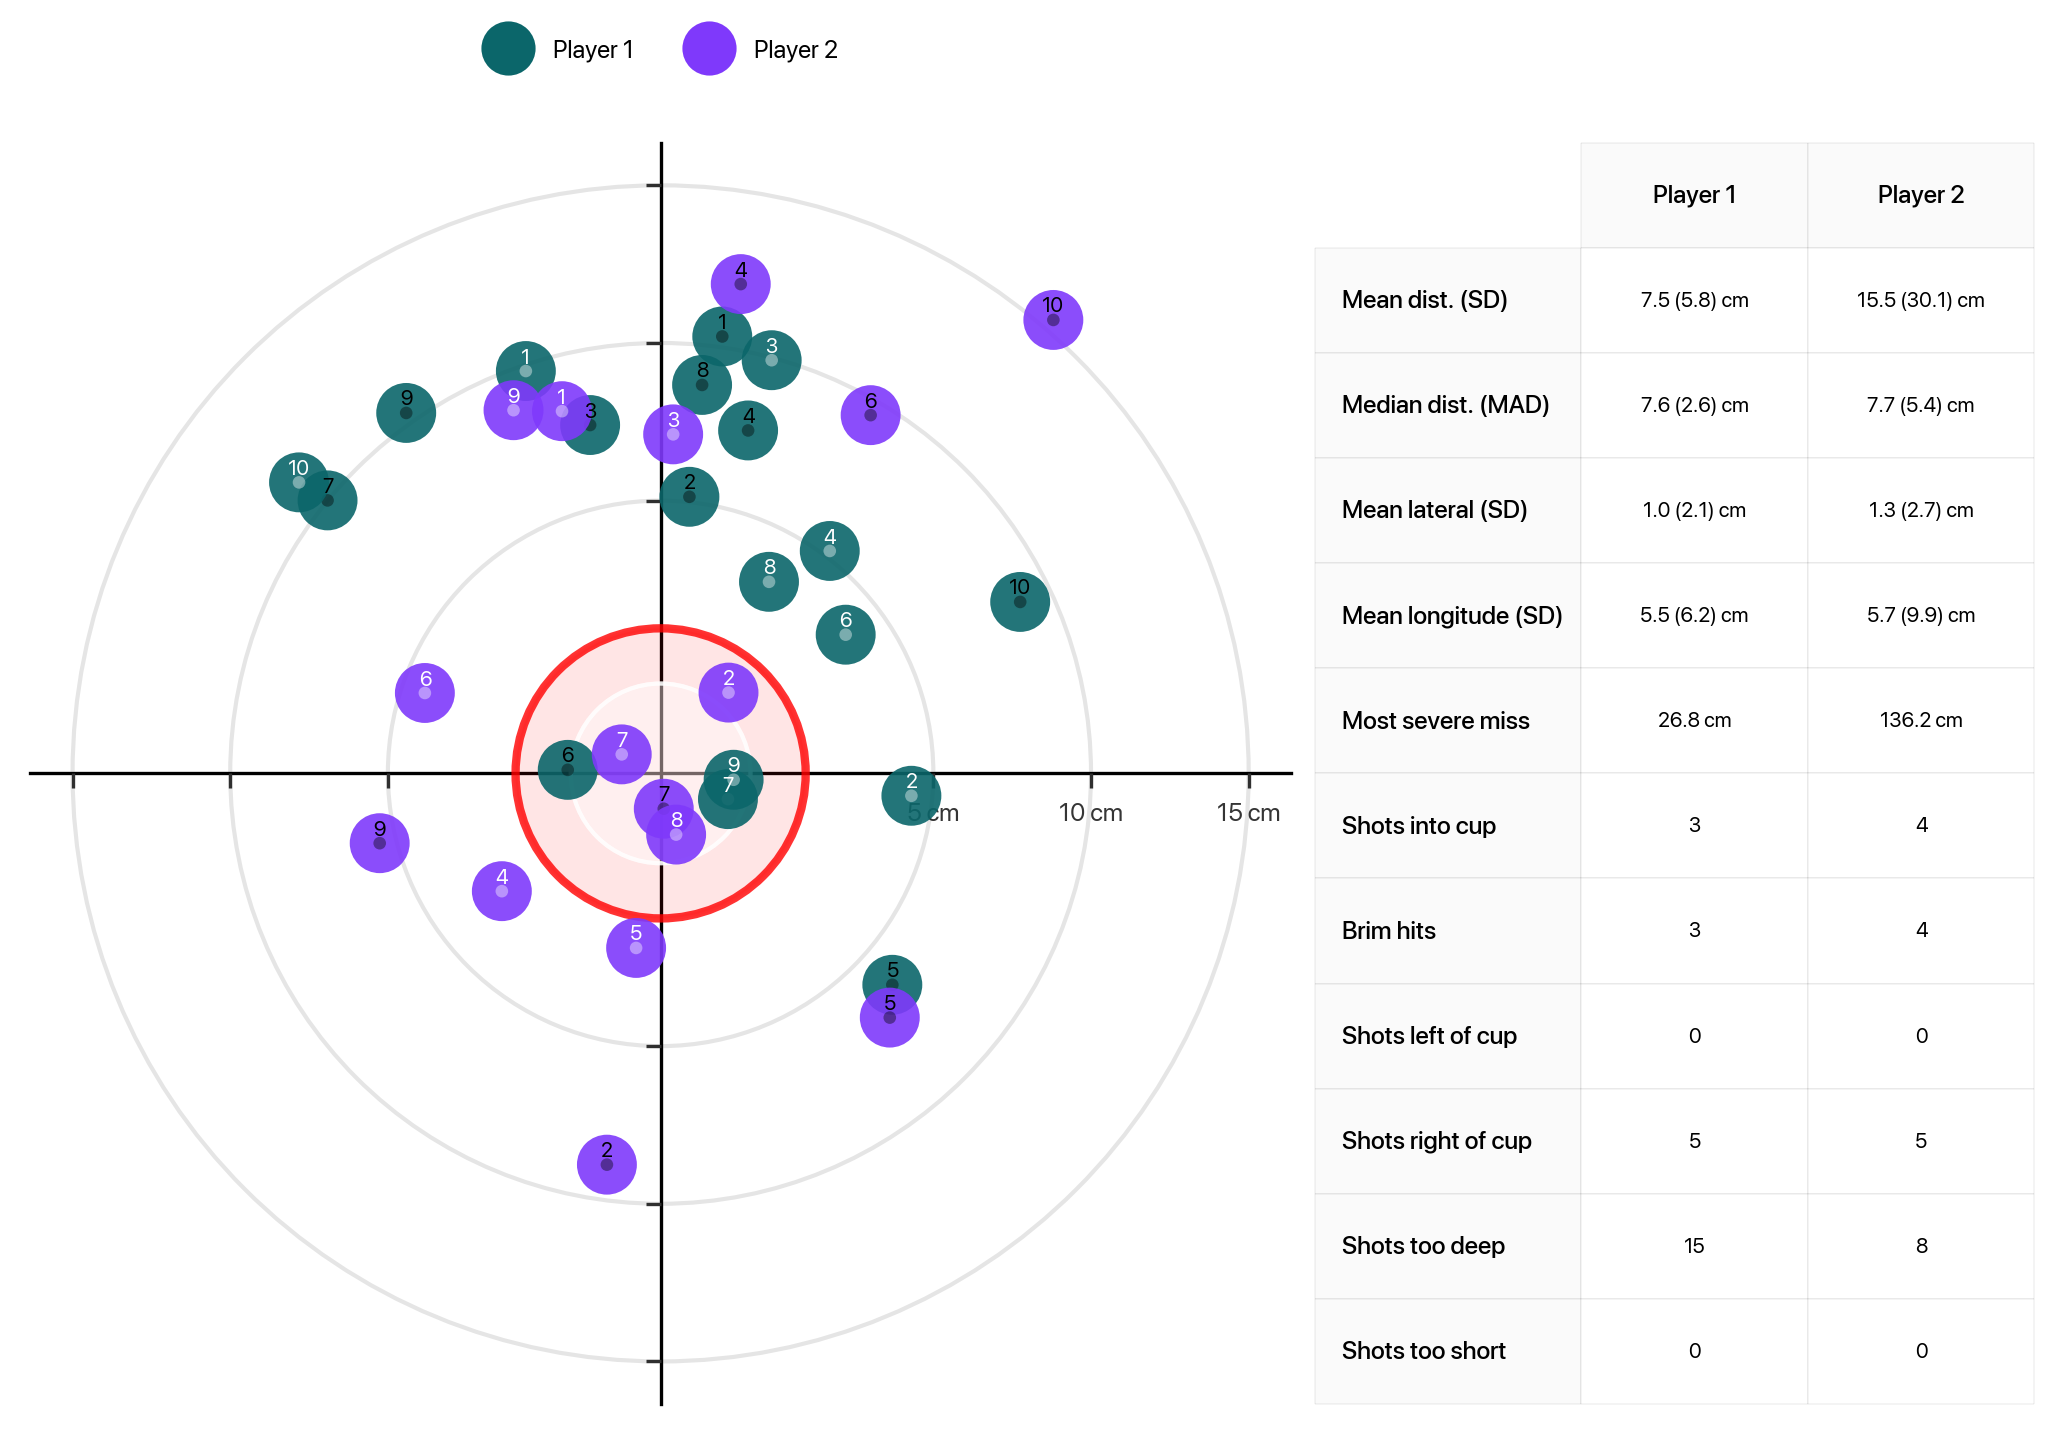 Player 1 Player 2
4
10
1
3
1
8
9
9 1 3
3
4
6
10
7
2
4
8
10
6
6
2
7
6
9
7
2
7
8
5 cm 10 cm 15 cm
9
4
5
5
5
2
Player 1 Player 2
Mean dist. (SD) 7.5 (5.8) cm 15.5 (30.1) cm
Median dist. (MAD) 7.6 (2.6) cm 7.7 (5.4) cm
Mean lateral (SD) 1.0 (2.1) cm 1.3 (2.7) cm
Mean longitude (SD) 5.5 (6.2) cm 5.7 (9.9) cm
Most severe miss 26.8 cm 136.2 cm
Shots into cup 3 4
Brim hits 3 4
Shots left of cup 0 0
Shots right of cup 5 5
Shots too deep 15 8
Shots too short 0 0